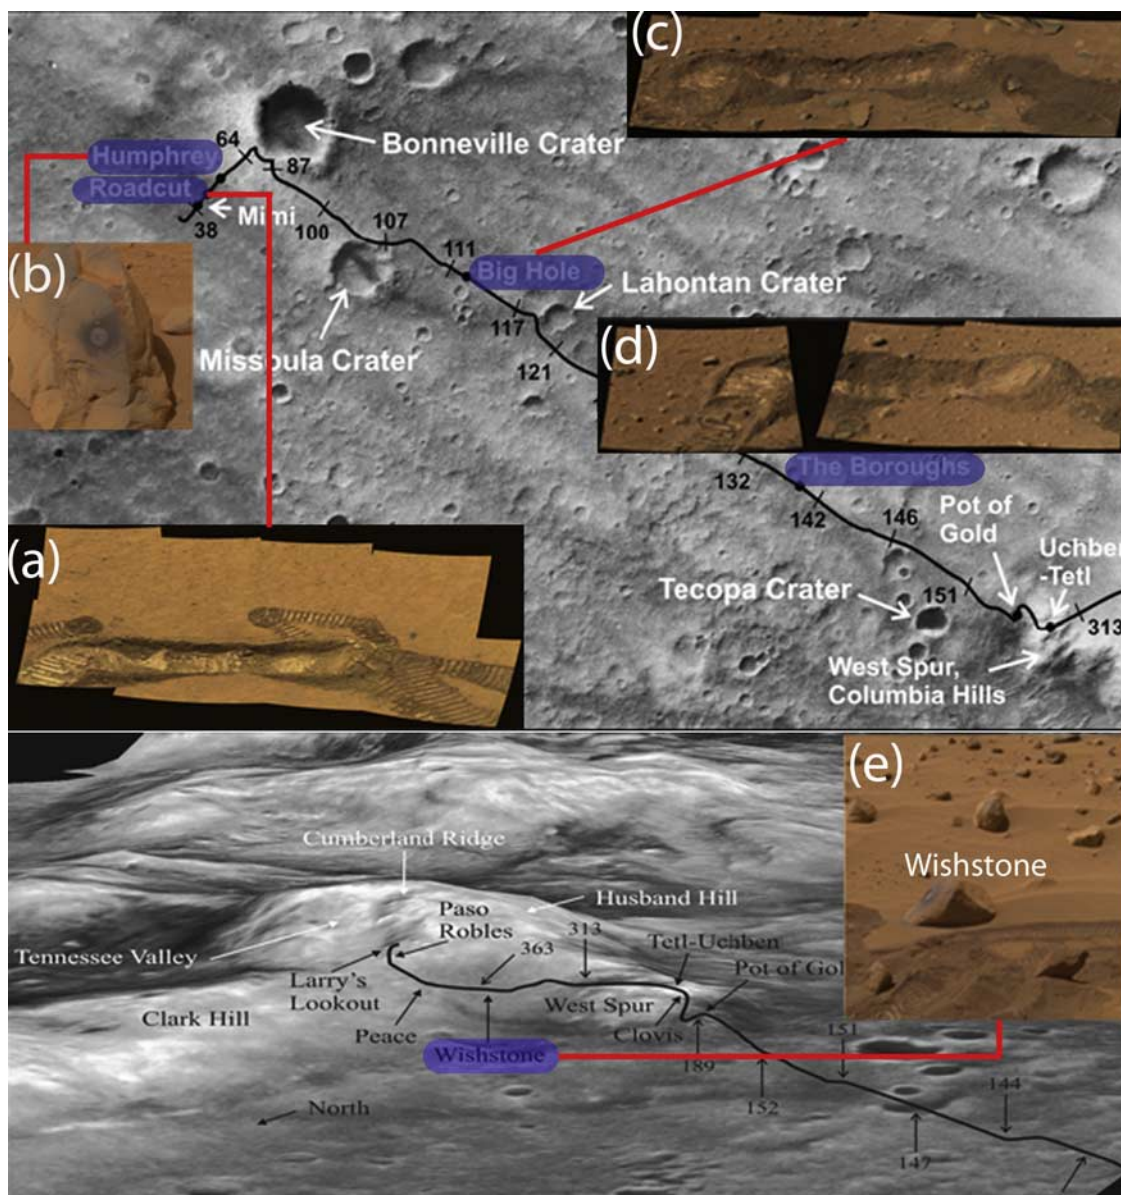 (c)
64
Humphrey
Bonneville Crater
87
Roadcut
Mimi
38
100
107
111
Big Hole
(b)
Lahontan Crater
117
Missoula Crater
121
(d)
The Boroughs
132
142
146
Pot of
Gold
Uchben
-Tetl
Tecopa Crater
151
313
(a)
West Spur,
Columbia Hills
(e)
Cumberland Ridge
Wishstone
Husband Hill
Paso
Robles
313
Tetl-Uchben
363
Tennessee Valley
Pot of Gol
Larry's
Lookout
West Spur
Clark Hill
Peace
Clovis
151
Wishstone
189
144
North
152
147